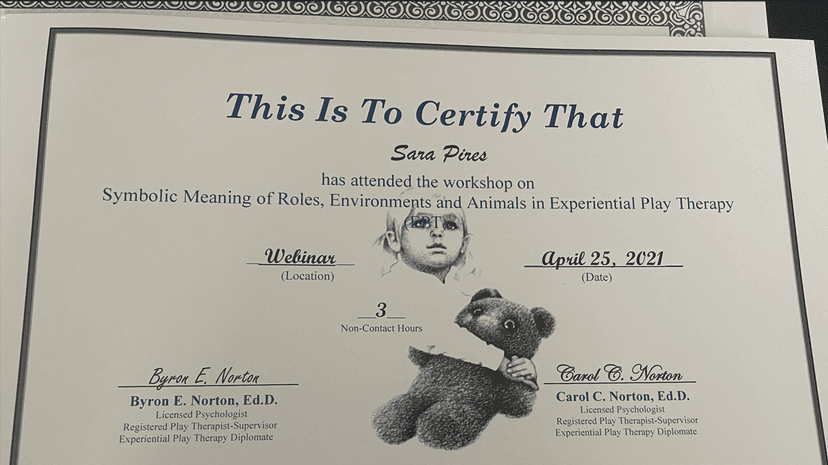 This Is To Certify That
Sara Pires
has attended the workshop on
Symbolic Meaning of Roles, Environments and Animals in Experiential Play Therapy
(EPT)
Webinar
(Location)
April 25, 2021
(Date)
3
Non-Contact Hours
Byron E. Norton
Byron E. Norton, Ed.D.
Licensed Psychologist
Registered Play Therapist-Supervisor
Experiential Play Therapy Diplomate
Carol C. Norton
Carol C. Norton, Ed.D.
Licensed Psychologist
Registered Play Therapist-Supervisor
Experiential Play Therapy Diplomate